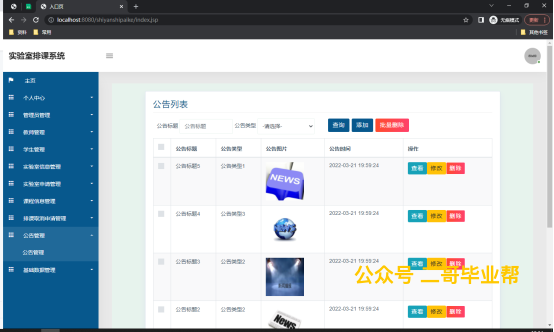 入口页
localhost:8080/shiyanshipaike/index.jsp
无痕模式
更新
资料
常用
其他书签
实验室排课系统
主页
个人中心
管理员管理
教师管理
学生管理
实验室信息管理
实验室申请管理
课程信息管理
排课取消申请管理
公告管理
公告管理
基础数据管理
公告列表
公告标题 公告标题 公告类型 -请选择- 查询 添加 批量删除
公告标题 公告类型 公告图片 公告时间 操作
公告标题5 公告类型1 NEWS 2022-03-21 19:59:24 查看 修改 删除
公告标题4 公告类型3 2022-03-21 19:59:24 查看 修改 删除
公告标题3 公告类型2 2022-03-21 19:59:24 查看 修改 删除
公告标题2 公告类型2 NEWS 2022-03-21 19:59:24 查看 修改 删除
公众号 二哥毕业帮